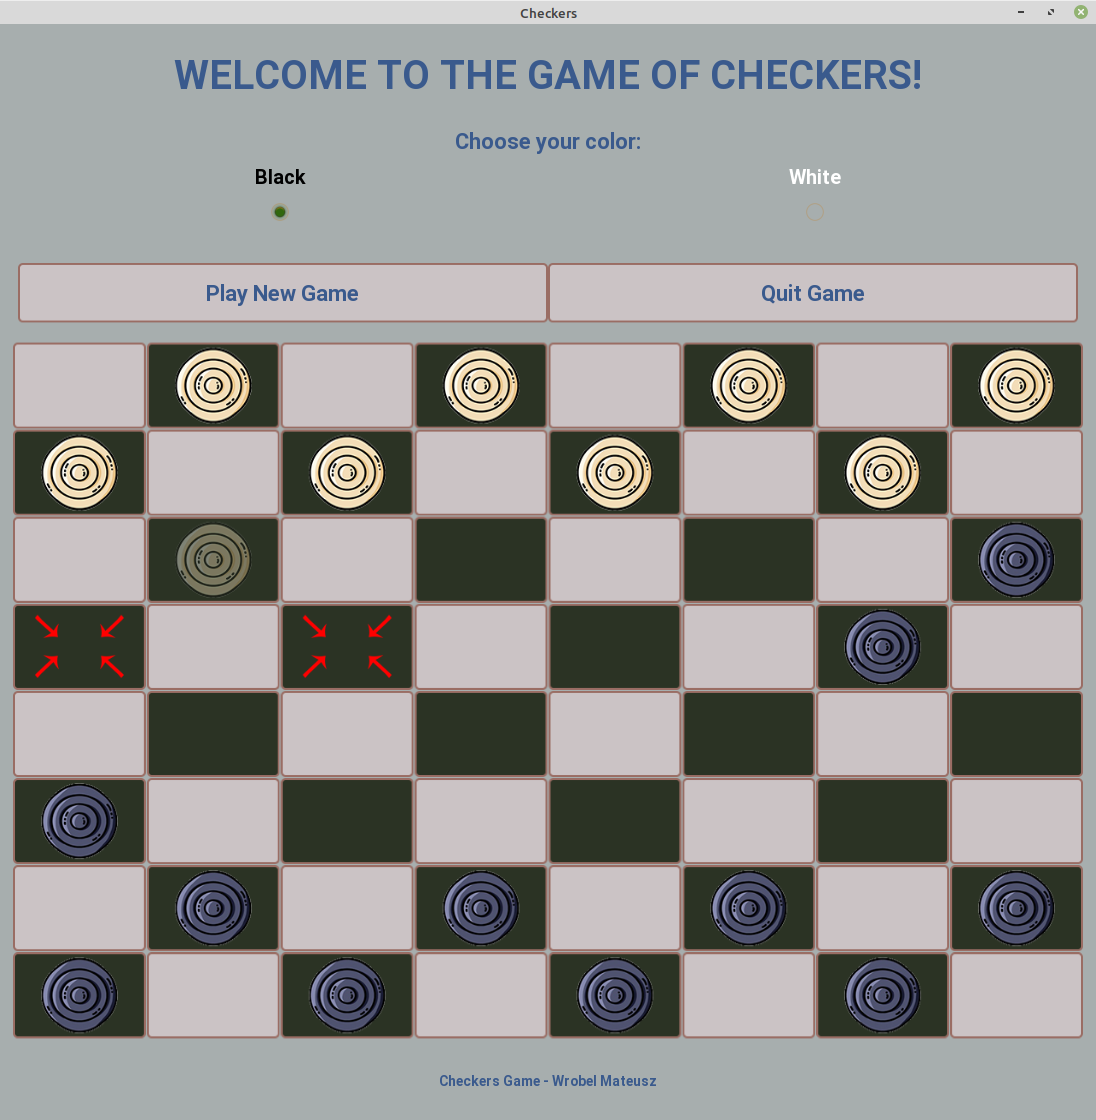 Checkers
WELCOME TO THE GAME OF CHECKERS!
Choose your color:
Black
White
Play New Game
Quit Game
Checkers Game - Wrobel Mateusz